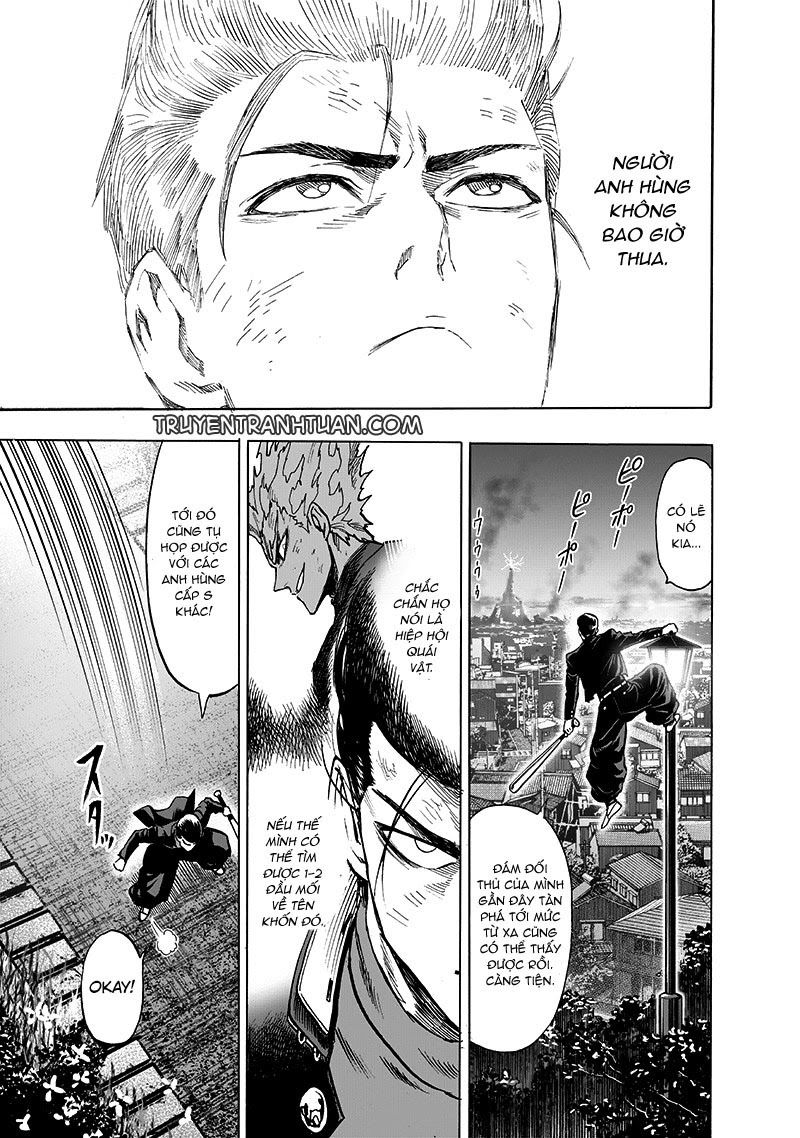 NGƯỜI
ANH HÙNG
KHÔNG
BAO GIỜ
THUA.
TRUYENTRANHTUAN.COM
CÓ LẼ
NÓ
KIA...
ピーポー
ピーポー
ウウウウ
ĐÁM ĐỐI
THỦ CỦA MÌNH
GẦN ĐÂY TÀN
PHÁ TỚI MỨC
TỪ XA CŨNG
CÓ THỂ THẤY
ĐƯỢC RỒI.
CÀNG TIỆN.
CHẮC
CHẮN HỌ
NÓI LÀ
HIỆP HỘI
QUÁI
VẬT.
NẾU THẾ
MÌNH CÓ
THỂ TÌM
ĐƯỢC 1-2
ĐẦU MỐI
VỀ TÊN
KHỐN ĐÓ.
TỚI ĐÓ
CŨNG TỤ
HỌP ĐƯỢC
VỚI CÁC
ANH HÙNG
CẤP S
KHÁC!
スタッ
OKAY!